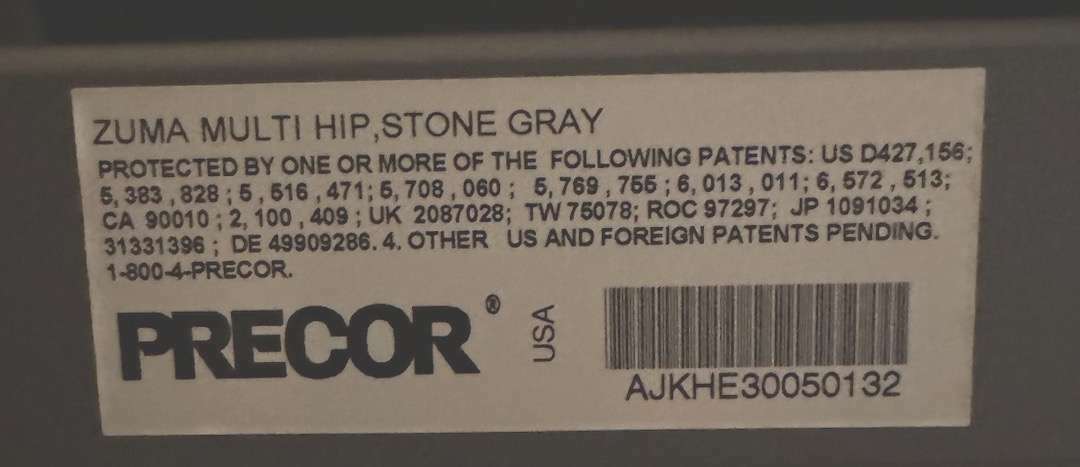 ZUMA MULTI HIP,STONE GRAY
PROTECTED BY ONE OR MORE OF THE FOLLOWING PATENTS: US D427,156;
5,383,828; 5,516,471; 5,708,060; 5,769,755; 6,013,011; 6,572,513;
CA 90010; 2,100,409; UK 2087028; TW 75078; ROC 97297; JP 1091034;
31331396; DE 49909286.4. OTHER US AND FOREIGN PATENTS PENDING.
1-800-4-PRECOR.
PRECOR®
USA
AJKHE30050132